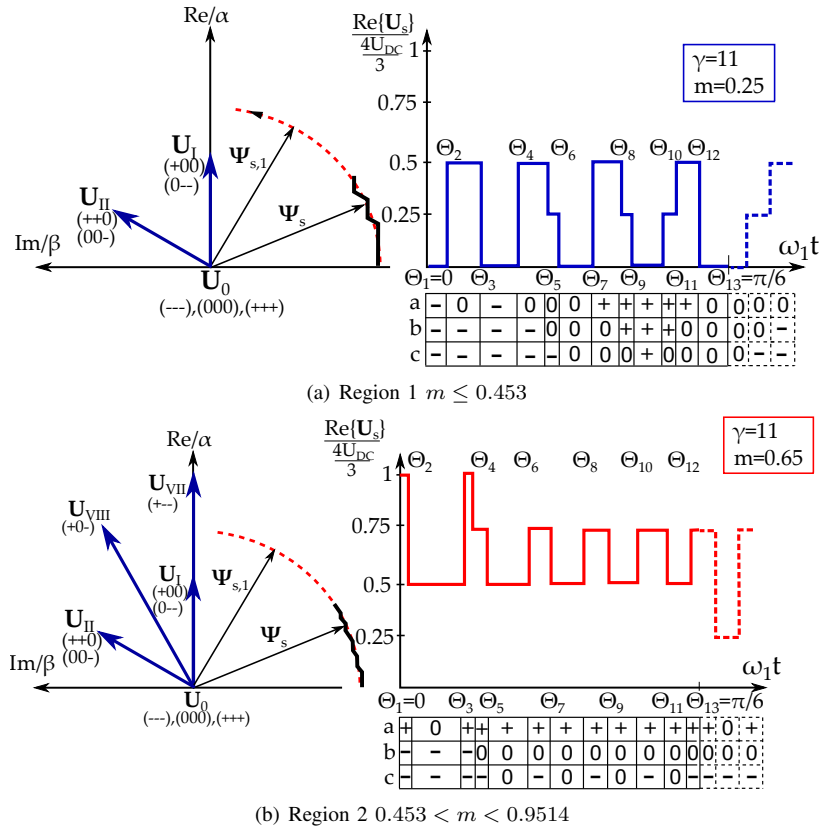 Re/α
Re{U_s}
4U_DC
3
1
γ=11
m=0.25
0.75
Θ_2 Θ_4 Θ_6 Θ_8 Θ_10 Θ_12
0.5
0.25
U_I
(+00)
(0--)
Ψ_s,1
U_II
(++0)
(00-)
Ψ_s
Im/β
U_0
(---),(000),(+++)
0
ω_1t
Θ_1=0 Θ_3 Θ_5 Θ_7 Θ_9 Θ_11 Θ_13=π/6
a – 0 – 0 0 0 + + + + + 0 0 0 0
b – – – – 0 0 0 + + + 0 0 0 0 –
c – – – – – 0 0 0 + 0 0 0 0 – –
(a) Region 1 m ≤ 0.453
Re/α
Re{U_s}
4U_DC
3
1
γ=11
m=0.65
Θ_2 Θ_4 Θ_6 Θ_8 Θ_10 Θ_12
0.75
0.5
0.25
U_VII
(+--)
U_VIII
(+0-)
U_I
(+00)
(0--)
Ψ_s,1
U_II
(++0)
(00-)
Ψ_s
Im/β
U_0
(---),(000),(+++)
ω_1t
Θ_1=0 Θ_3 Θ_5 Θ_7 Θ_9 Θ_11 Θ_13=π/6
a + 0 + + + + + + + + + + + 0 +
b – – – 0 0 0 0 0 0 0 0 0 0 0 0
c – – – – 0 – 0 – 0 – 0 – – – –
(b) Region 2 0.453 < m < 0.9514